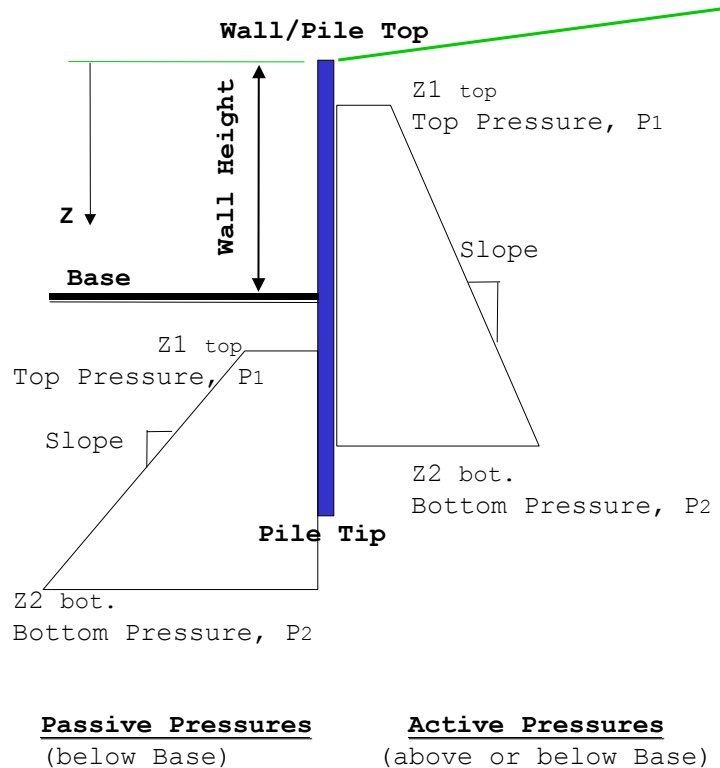 Wall/Pile Top
Z1 top
Top Pressure, P1
Wall Height
Z
Slope
Base
Z1 top
Top Pressure, P1
Slope
Z2 bot.
Bottom Pressure, P2
Pile Tip
Z2 bot.
Bottom Pressure, P2
Passive Pressures
(below Base)
Active Pressures
(above or below Base)